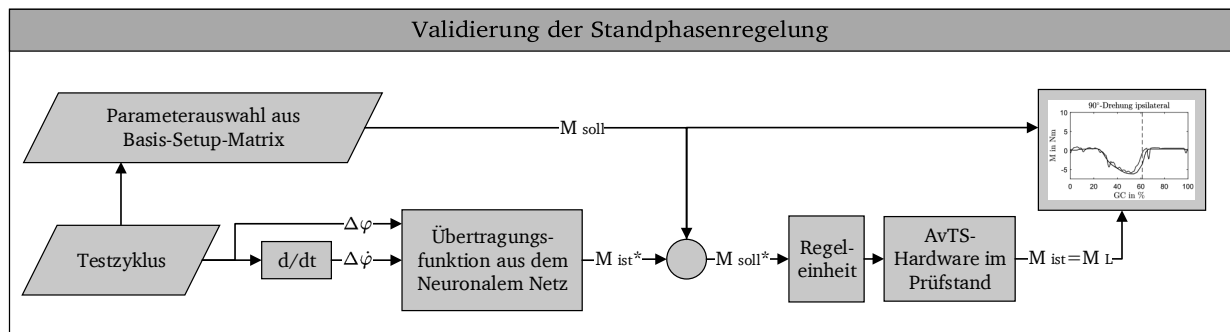 Validierung der Standphasenregelung
Parameterauswahl aus
Basis-Setup-Matrix
M soll
90°-Drehung ipsilateral
M in Nm
10
5
0
-5
0
20
40
60
80
100
GC in %
Testzyklus
Δφ
d/dt
Δφ̇
Übertragungs-
funktion aus dem
Neuronalem Netz
M ist*
M soll*
Regel-
einheit
AvTS-
Hardware im
Prüfstand
M ist=M L